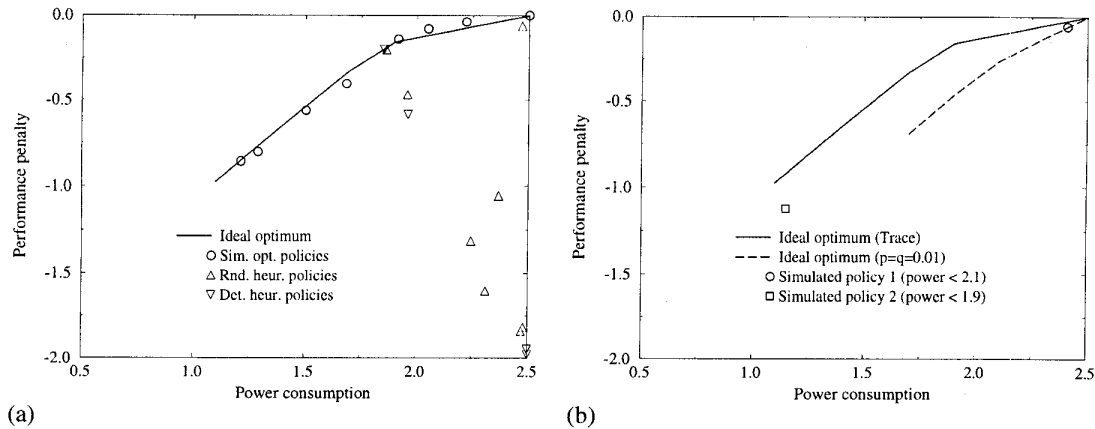 0.0
-0.5
-1.0
-1.5
-2.0
Performance penalty
Ideal optimum
Sim. opt. policies
Rnd. heur. policies
Det. heur. policies
0.5 1.0 1.5 2.0 2.5
Power consumption
(a)
0.0
-0.5
-1.0
-1.5
-2.0
Performance penalty
Ideal optimum (Trace)
Ideal optimum (p=q=0.01)
Simulated policy 1 (power < 2.1)
Simulated policy 2 (power < 1.9)
0.5 1.0 1.5 2.0 2.5
Power consumption
(b)